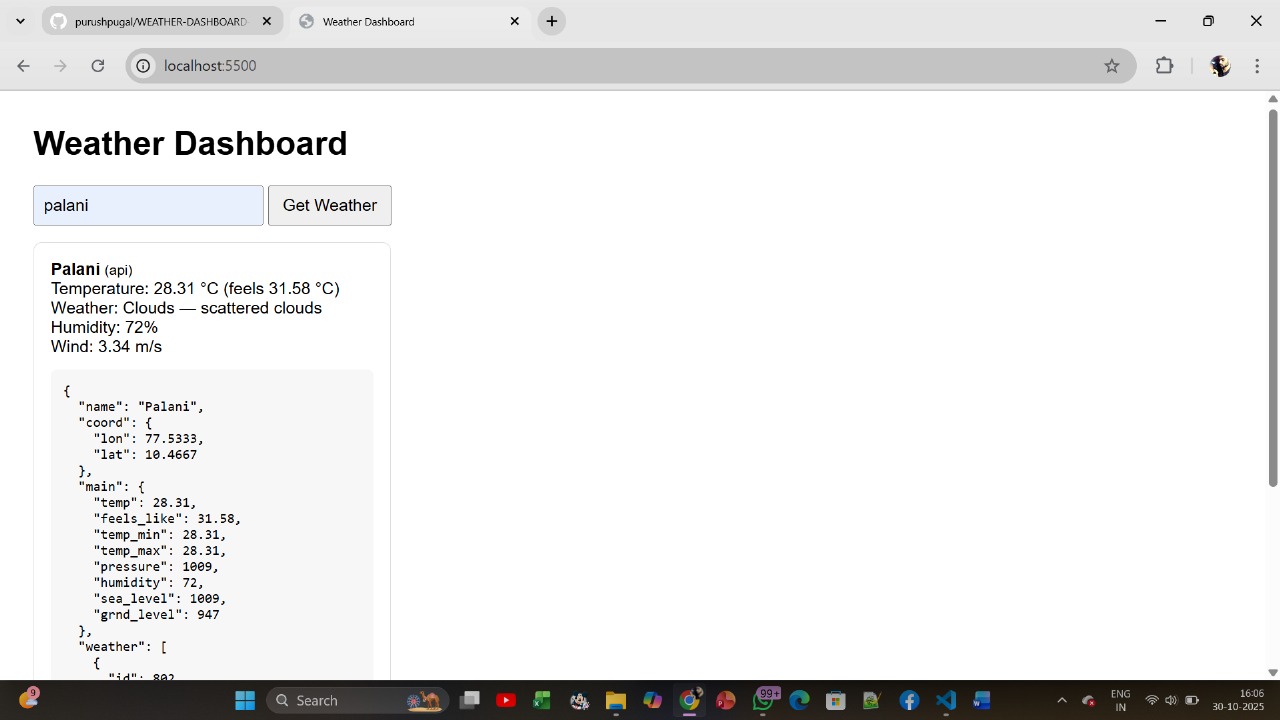 purushpugal/WEATHER-DASHBOARD
Weather Dashboard
localhost:5500
Weather Dashboard
palani
Get Weather
Palani (api)
Temperature: 28.31 °C (feels 31.58 °C)
Weather: Clouds — scattered clouds
Humidity: 72%
Wind: 3.34 m/s
{
"name": "Palani",
"coord": {
"lon": 77.5333,
"lat": 10.4667
},
"main": {
"temp": 28.31,
"feels_like": 31.58,
"temp_min": 28.31,
"temp_max": 28.31,
"pressure": 1009,
"humidity": 72,
"sea_level": 1009,
"grnd_level": 947
},
"weather": [
{
"id": 802
9
Search
99+
ENG
IN
16:06
30-10-2025